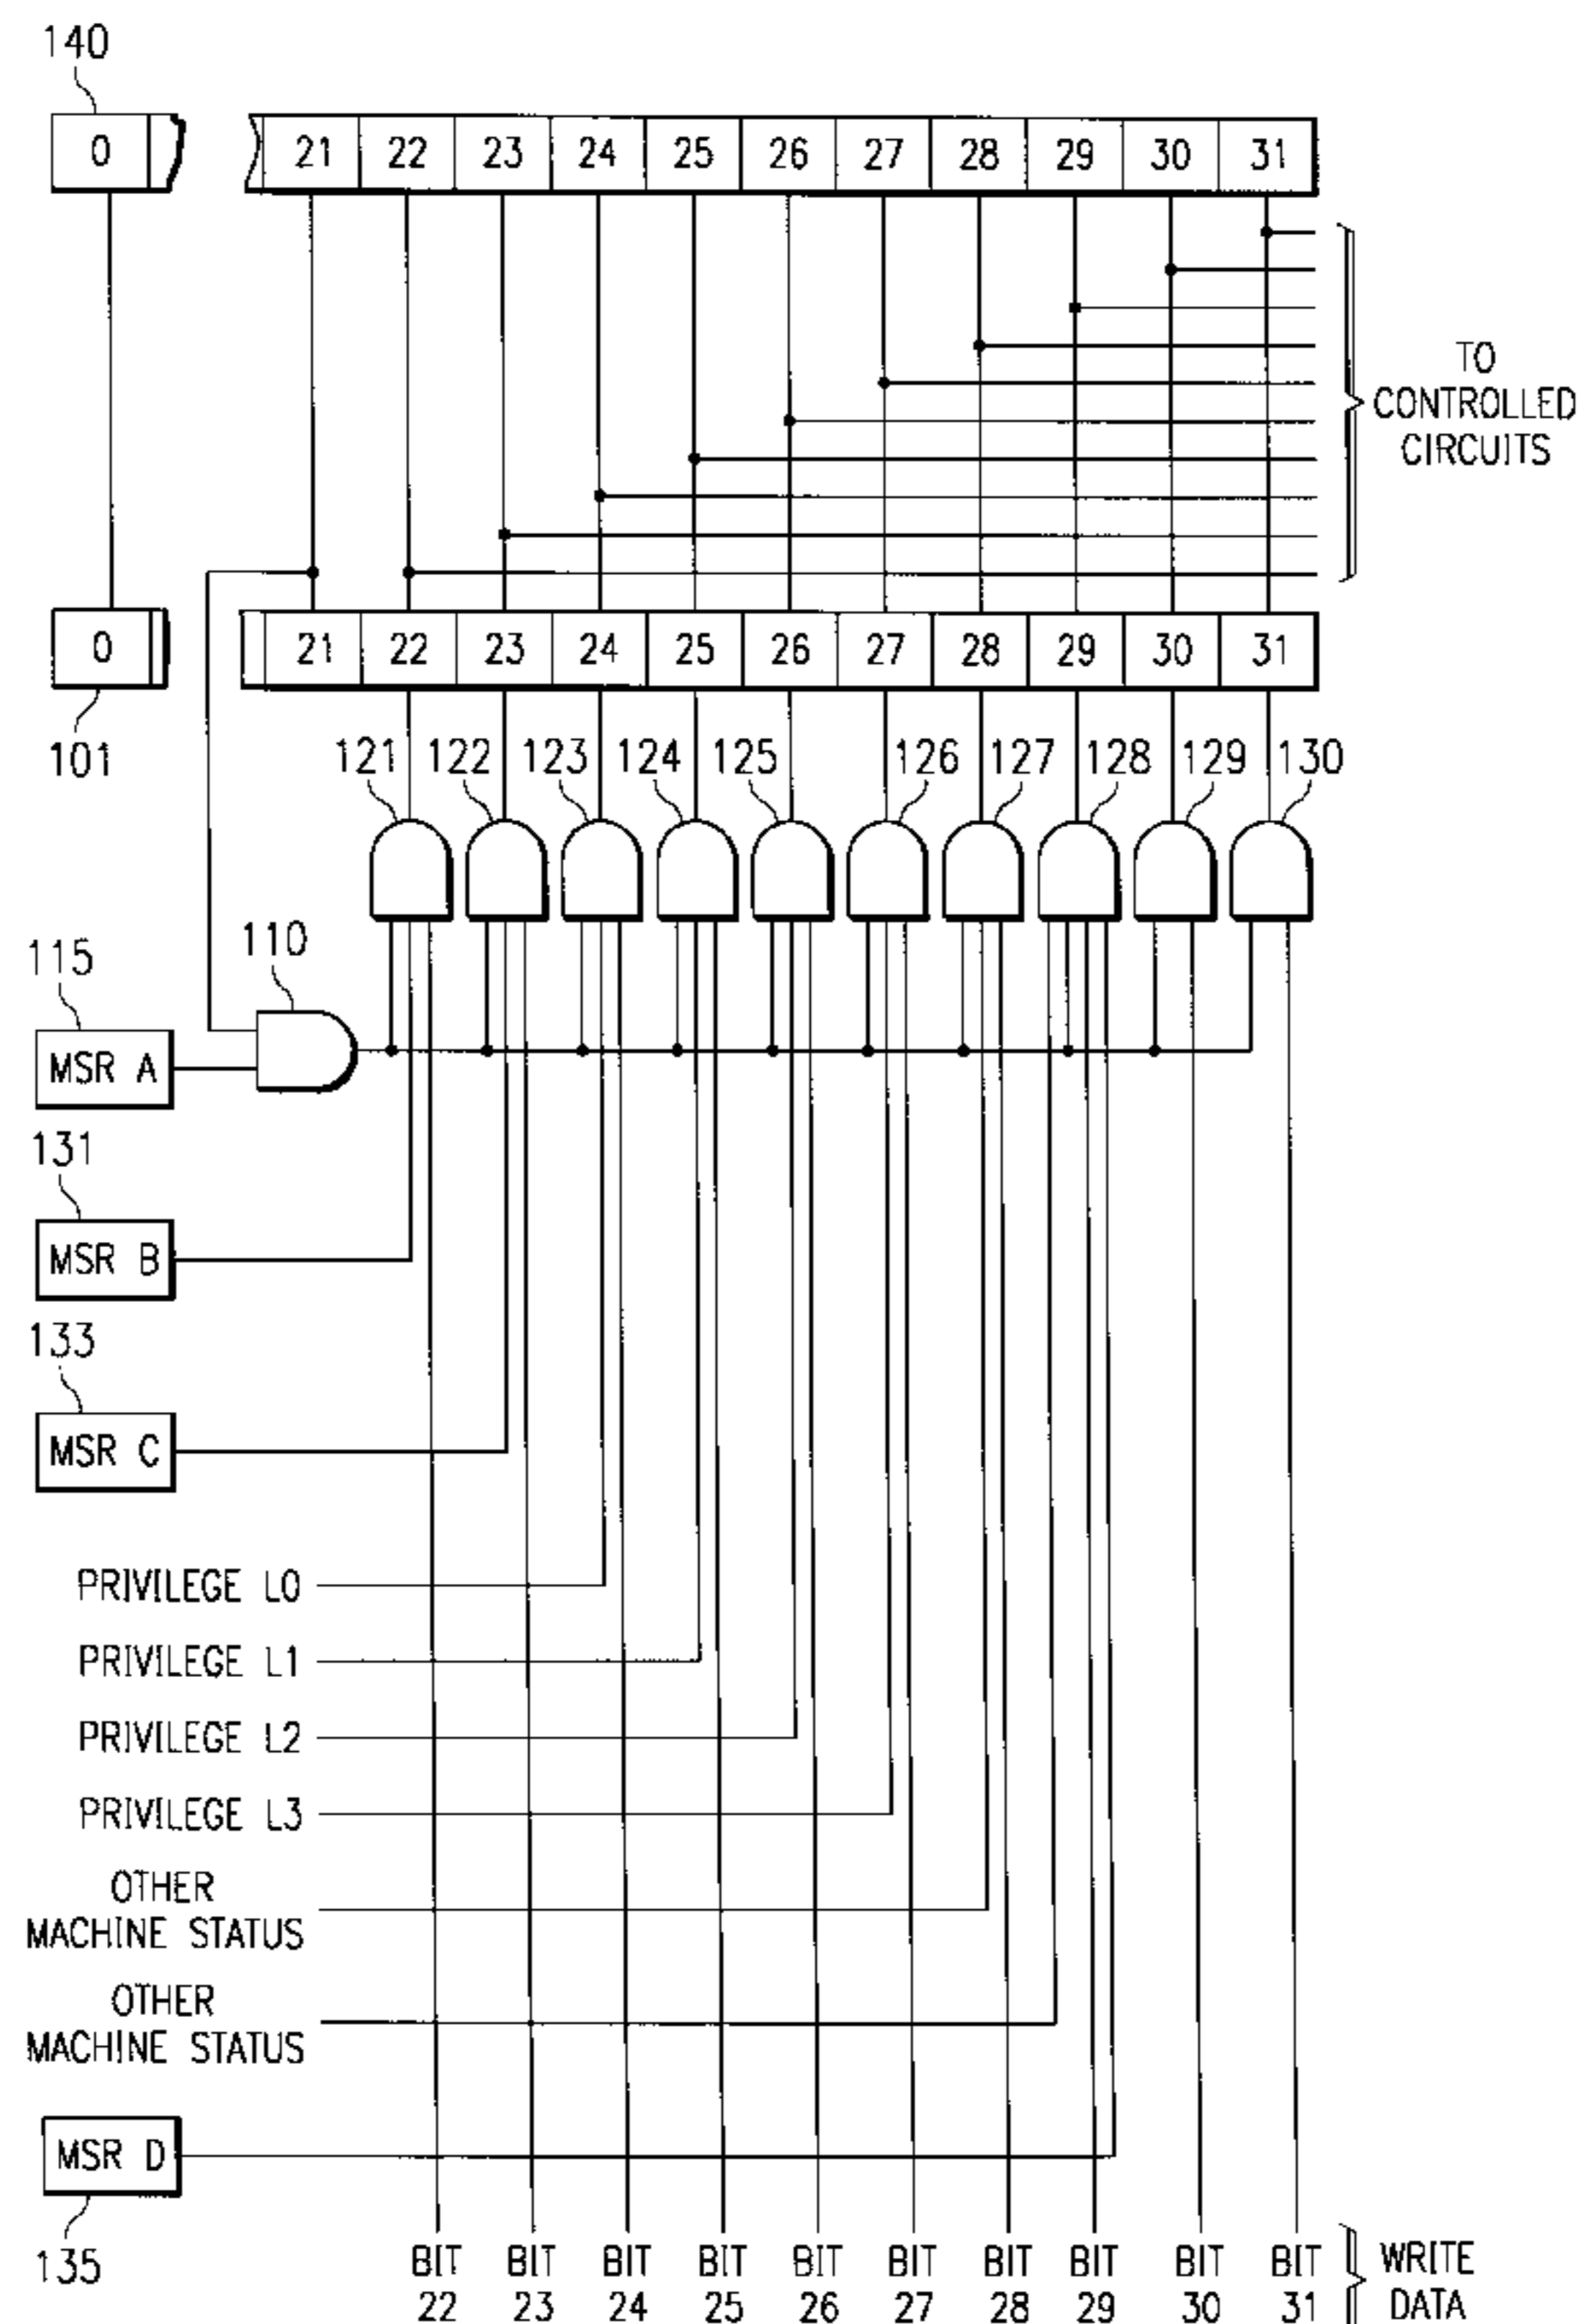 140
0 21 22 23 24 25 26 27 28 29 30 31
TO
CONTROLLED
CIRCUITS
0 21 22 23 24 25 26 27 28 29 30 31
101
121 122 123 124 125 126 127 128 129 130
115
110
MSR A
131
MSR B
133
MSR C
PRIVILEGE L0
PRIVILEGE L1
PRIVILEGE L2
PRIVILEGE L3
OTHER
MACHINE STATUS
OTHER
MACHINE STATUS
MSR D
135
BIT BIT BIT BIT BIT BIT BIT BIT BIT BIT WRITE
22 23 24 25 26 27 28 29 30 31 DATA